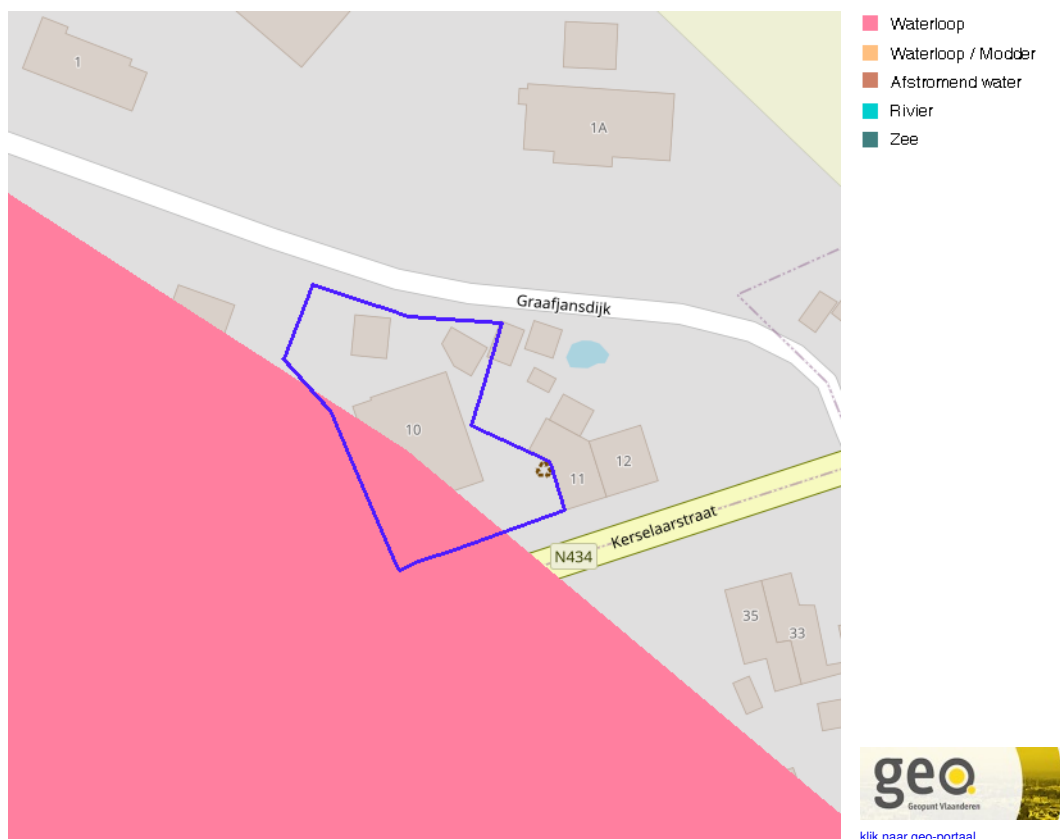 1
1A
Graafjansdijk
10
11
12
N434
Kerselaarstraat
35
33
Waterloop
Waterloop / Modder
Afstromend water
Rivier
Zee
geo
Geopunt Vlaanderen
klik naar geo-portaal